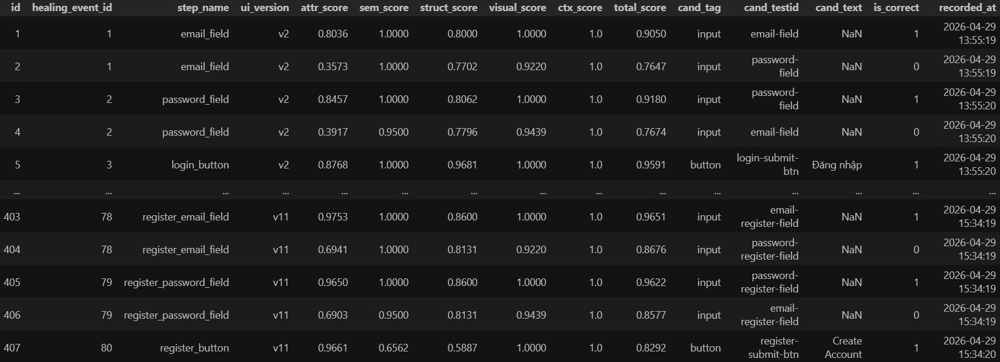 id healing_event_id step_name ui_version attr_score sem_score struct_score visual_score ctx_score total_score cand_tag cand_testid cand_text is_correct recorded_at
1 1 email_field v2 0.8036 1.0000 0.8000 1.0000 1.0 0.9050 input email-field NaN 1 2026-04-29 13:55:19
2 1 email_field v2 0.3573 1.0000 0.7702 0.9220 1.0 0.7647 input password-field NaN 0 2026-04-29 13:55:19
3 2 password_field v2 0.8457 1.0000 0.8062 1.0000 1.0 0.9180 input password-field NaN 1 2026-04-29 13:55:20
4 2 password_field v2 0.3917 0.9500 0.7796 0.9439 1.0 0.7674 input email-field NaN 0 2026-04-29 13:55:20
5 3 login_button v2 0.8768 1.0000 0.9681 1.0000 1.0 0.9591 button login-submit-btn Đăng nhập 1 2026-04-29 13:55:20
... ... ... ... ... ... ... ... ... ... ... ... ... ... ...
403 78 register_email_field v11 0.9753 1.0000 0.8600 1.0000 1.0 0.9651 input email-register-field NaN 1 2026-04-29 15:34:19
404 78 register_email_field v11 0.6941 1.0000 0.8131 0.9220 1.0 0.8676 input password-register-field NaN 0 2026-04-29 15:34:19
405 79 register_password_field v11 0.9650 1.0000 0.8600 1.0000 1.0 0.9622 input password-register-field NaN 1 2026-04-29 15:34:19
406 79 register_password_field v11 0.6903 0.9500 0.8131 0.9439 1.0 0.8577 input email-register-field NaN 0 2026-04-29 15:34:19
407 80 register_button v11 0.9661 0.6562 0.5887 1.0000 1.0 0.8292 button register-submit-btn Create Account 1 2026-04-29 15:34:20